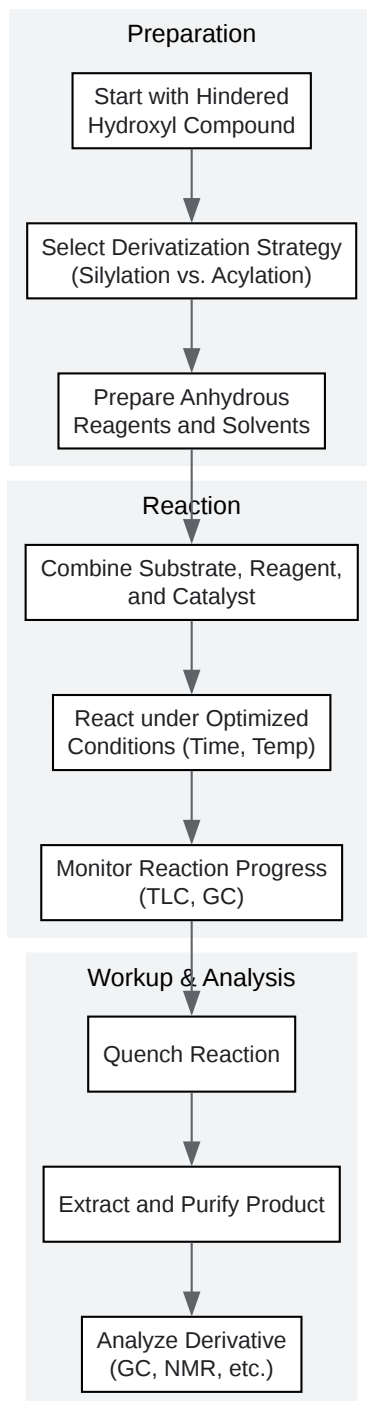 Preparation
Start with Hindered
Hydroxyl Compound
Select Derivatization Strategy
(Silylation vs. Acylation)
Prepare Anhydrous
Reagents and Solvents
Reaction
Combine Substrate, Reagent,
and Catalyst
React under Optimized
Conditions (Time, Temp)
Monitor Reaction Progress
(TLC, GC)
Workup & Analysis
Quench Reaction
Extract and Purify Product
Analyze Derivative
(GC, NMR, etc.)